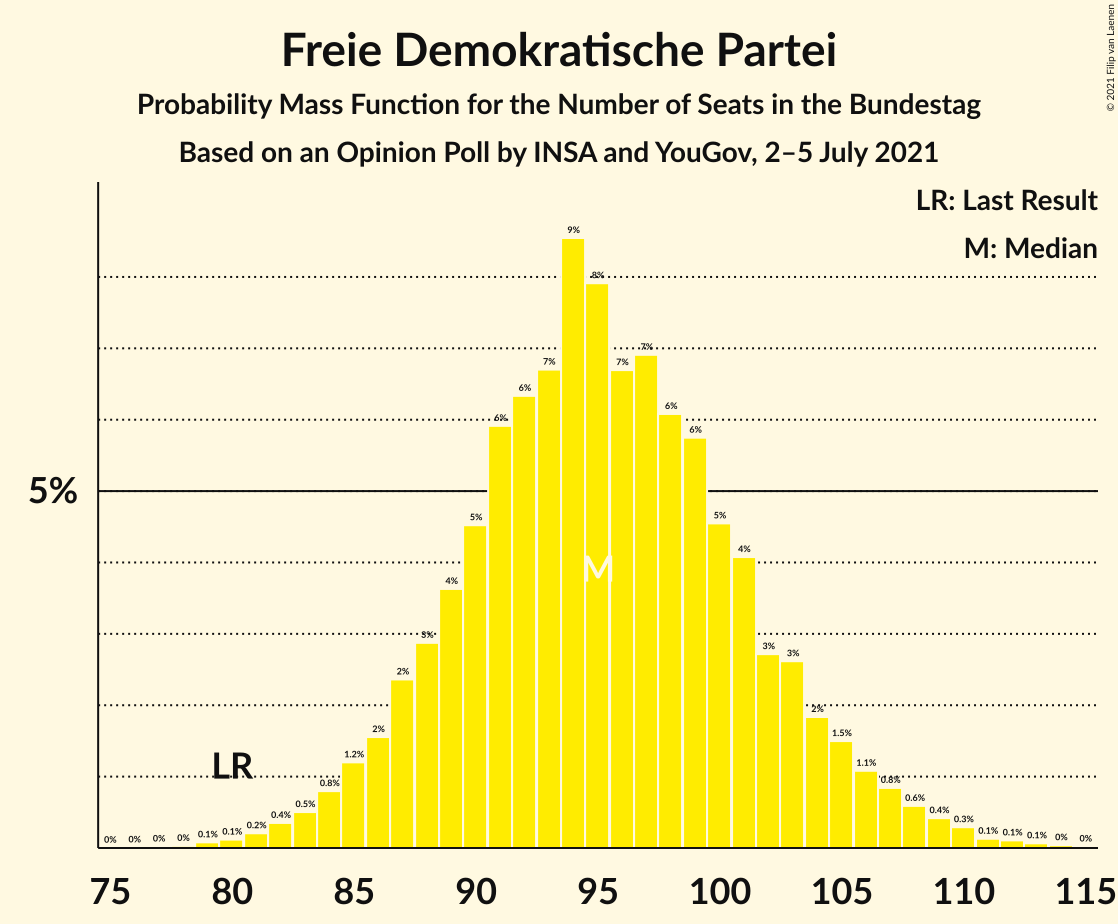 Freie Demokratische Partei
Probability Mass Function for the Number of Seats in the Bundestag
Based on an Opinion Poll by INSA and YouGov, 2–5 July 2021
© 2021 Filip van Laenen
LR: Last Result
M: Median
5%
0% 0% 0% 0% 0.1% 0.1% 0.2% 0.4% 0.5% 0.8% 1.2% 2% 2% 3% 4% 5% 6% 6% 7% 9% 8% 7% 7% 6% 6% 5% 4% 3% 3% 2% 1.5% 1.1% 0.8% 0.6% 0.4% 0.3% 0.1% 0.1% 0.1% 0% 0%
M
LR
75 80 85 90 95 100 105 110 115